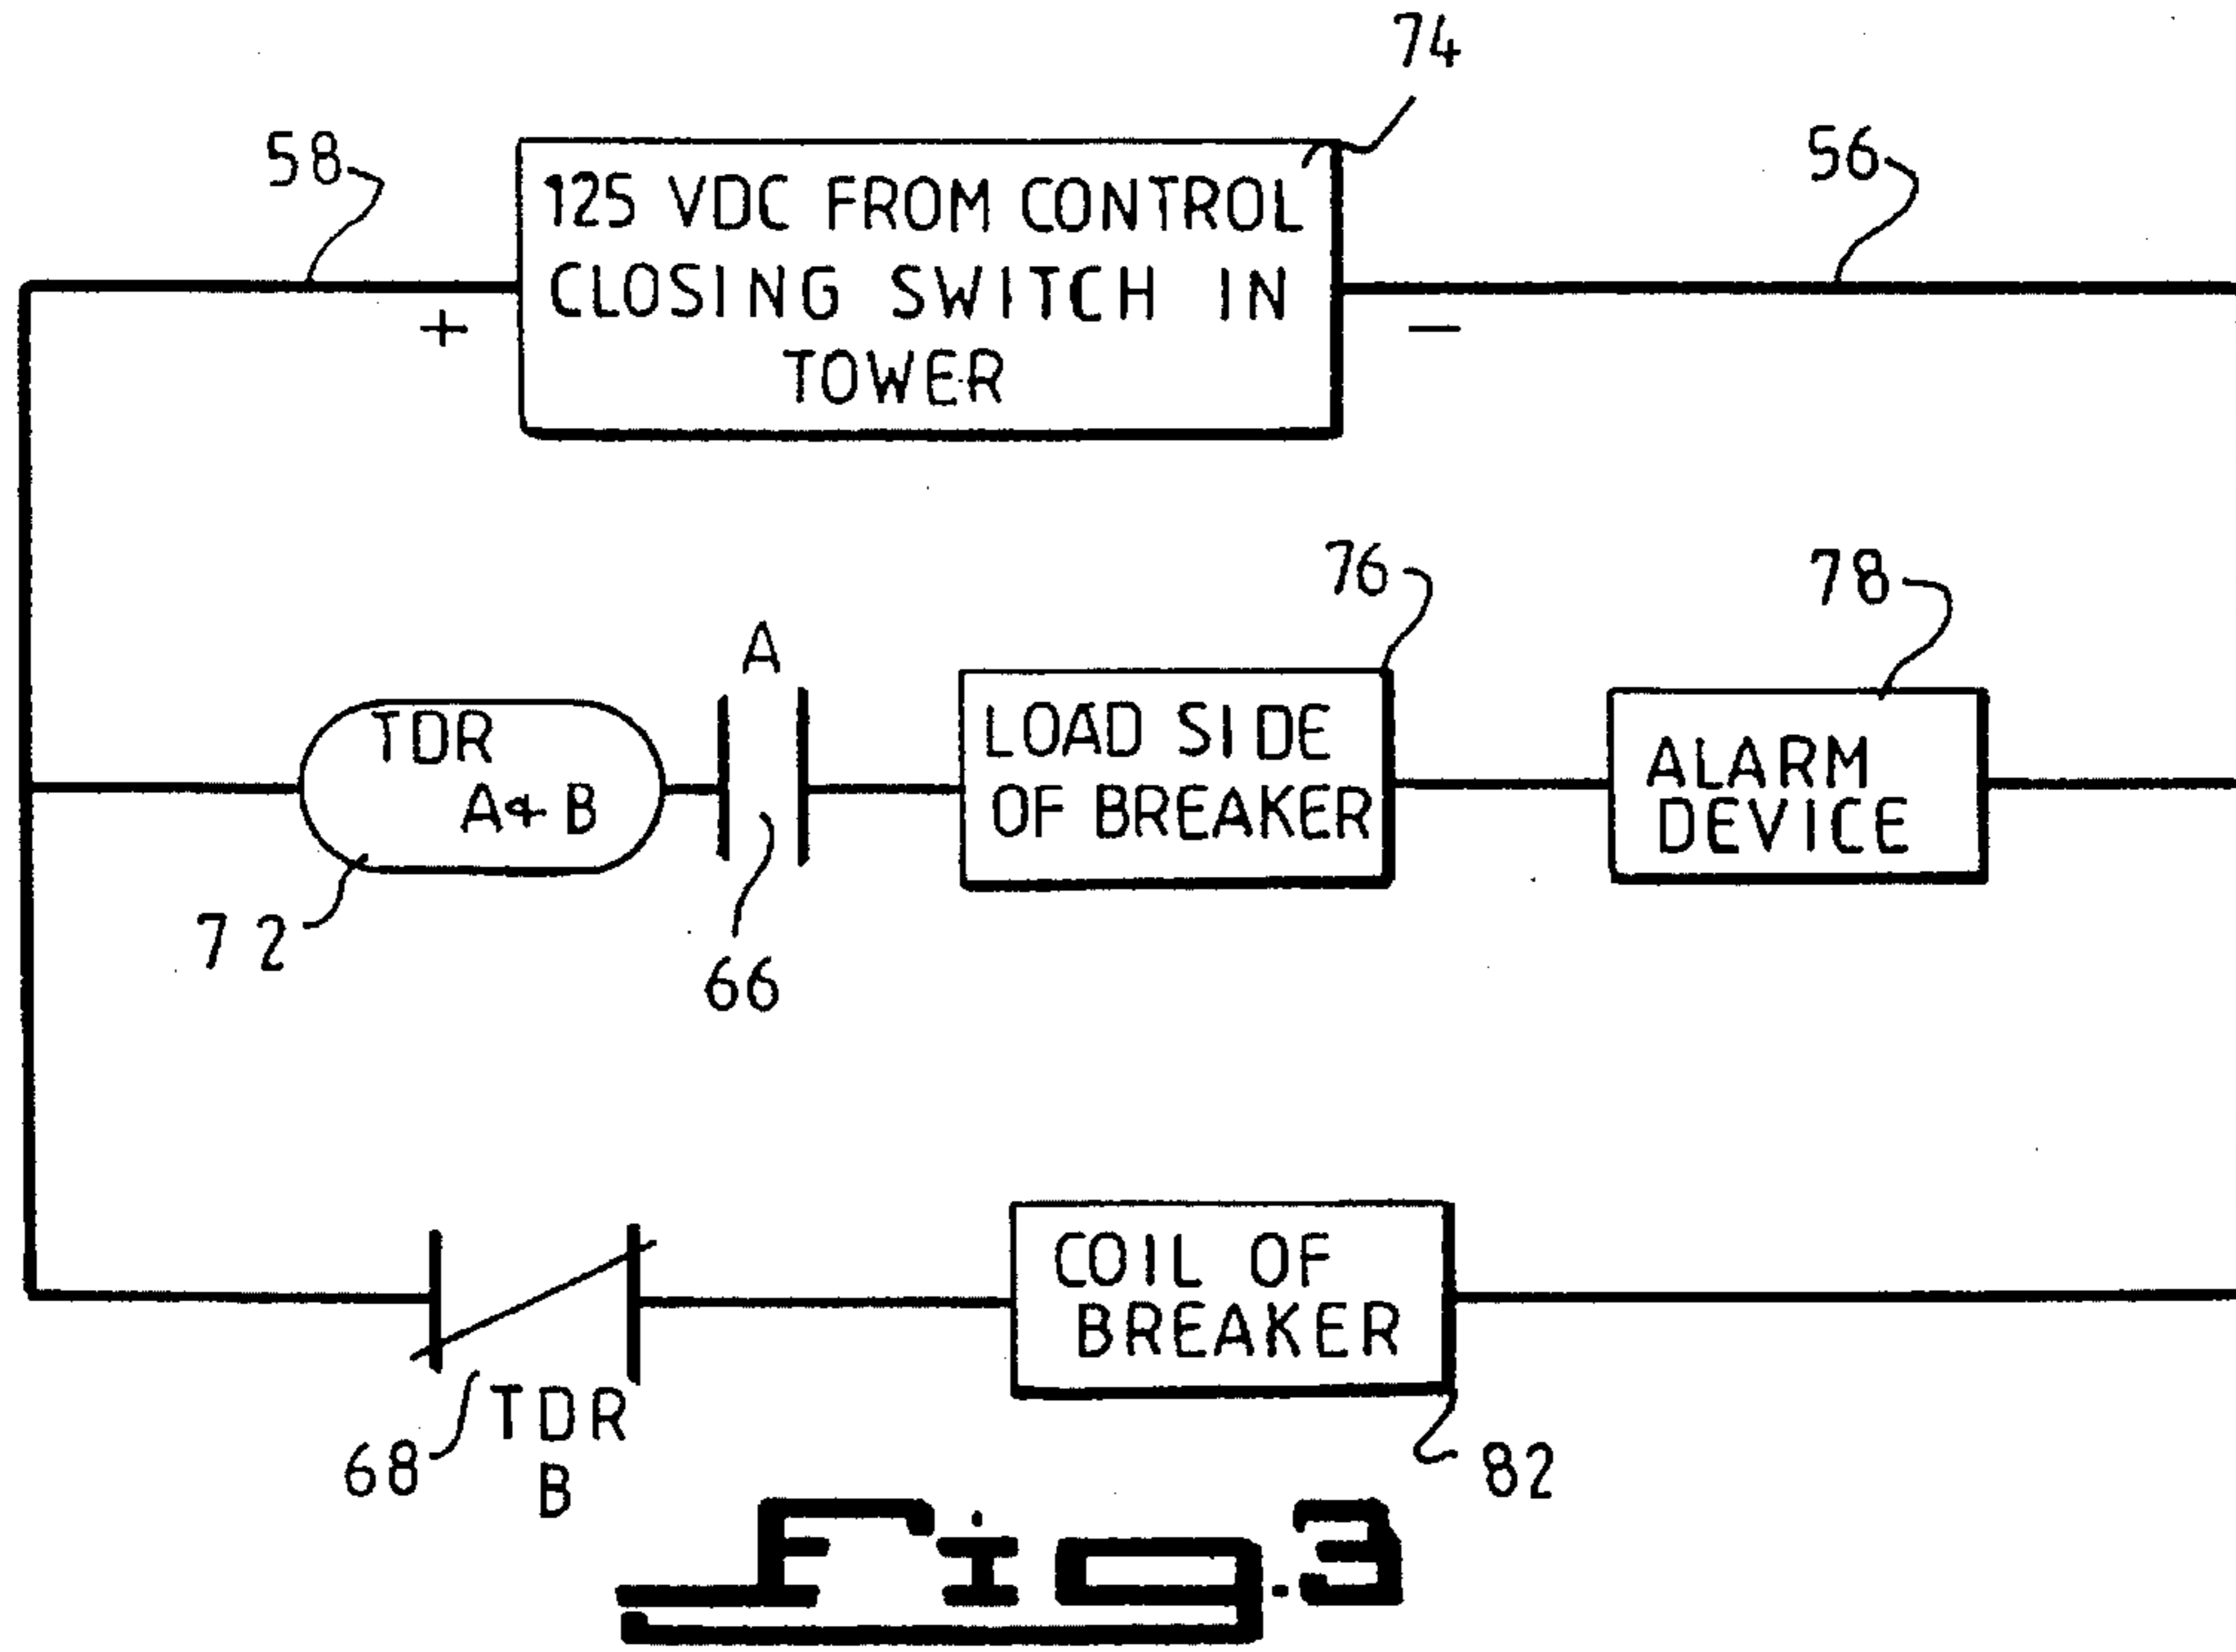 74
58
56
125 VDC FROM CONTROL
CLOSING SWITCH IN
TOWER
+
−
76
78
A
TDR
A & B
LOAD SIDE
OF BREAKER
ALARM
DEVICE
72
66
COIL OF
BREAKER
68
TDR
B
82
Fig.3